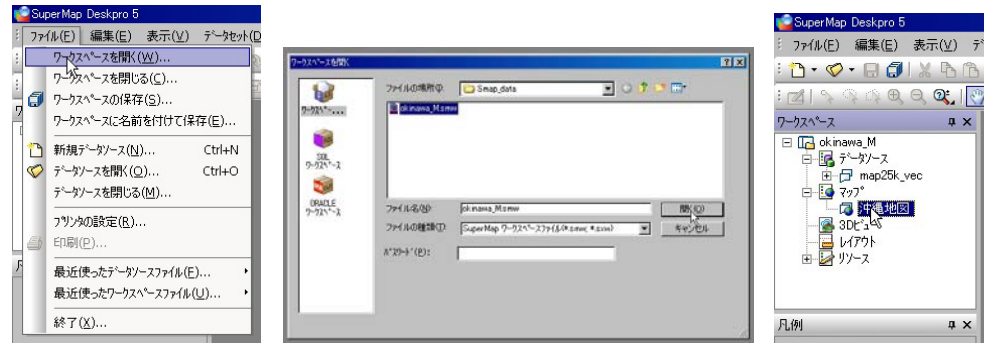 SuperMap Deskpro 5
ファイル(F) 編集(E) 表示(V) データセット(D
ワークスペースを開く(W)...
ワークスペースを閉じる(C)...
ワークスペースの保存(S)...
ワークスペースに名前を付けて保存(E)...
新規データソース(N)... Ctrl+N
データソースを開く(O)... Ctrl+O
データソースを閉じる(M)...
プリンタの設定(R)...
印刷(P)...
最近使ったデータソースファイル(F)...
最近使ったワークスペースファイル(U)...
終了(X)...
ワークスペースを開く
ファイルの場所(I):
Smap_data
ワークスペー...
okinawa_M.smw
SQL
ワークスペース
ORACLE
ワークスペース
ファイル名(N):
okinawa_M.smw
開く(O)
ファイルの種類(T):
SuperMap ワークスペースファイル(*.smw; *.sxw)
キャンセル
パスワード(P):
SuperMap Deskpro 5
ファイル(F) 編集(E) 表示(V) デ
ワークスペース
okinawa_M
データソース
map25k_vec
マップ
沖縄地図
3Dビュー
レイアウト
リソース
凡例